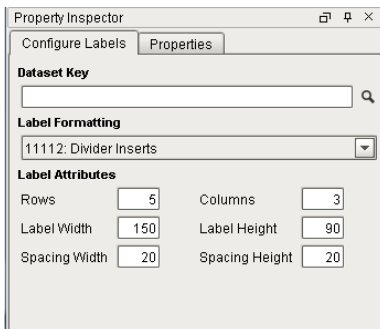 Property Inspector
Configure Labels Properties
Dataset Key
Label Formatting
11112: Divider Inserts
Label Attributes
Rows 5 Columns 3
Label Width 150 Label Height 90
Spacing Width 20 Spacing Height 20